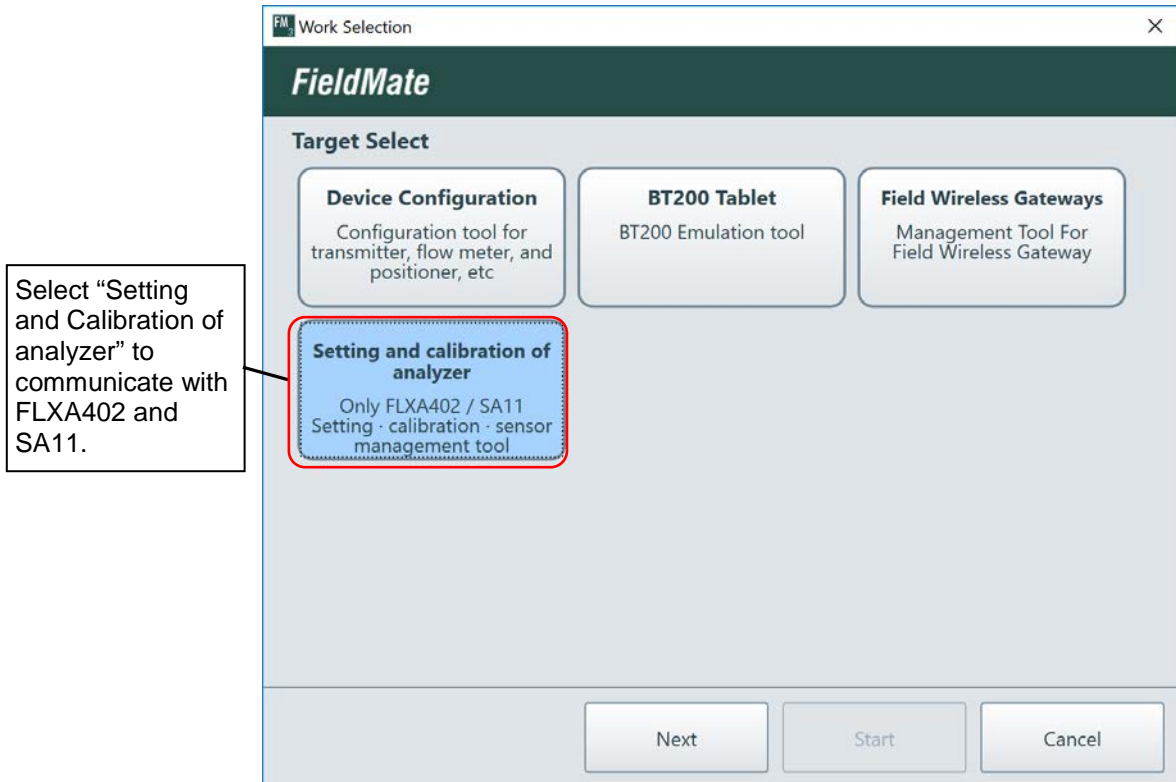 FM
3
Work Selection
FieldMate
Target Select
Device Configuration
Configuration tool for
transmitter, flow meter, and
positioner, etc
BT200 Tablet
BT200 Emulation tool
Field Wireless Gateways
Management Tool For
Field Wireless Gateway
Select “Setting
and Calibration of
analyzer” to
communicate with
FLXA402 and
SA11.
Setting and calibration of
analyzer
Only FLXA402 / SA11
Setting · calibration · sensor
management tool
Next
Start
Cancel